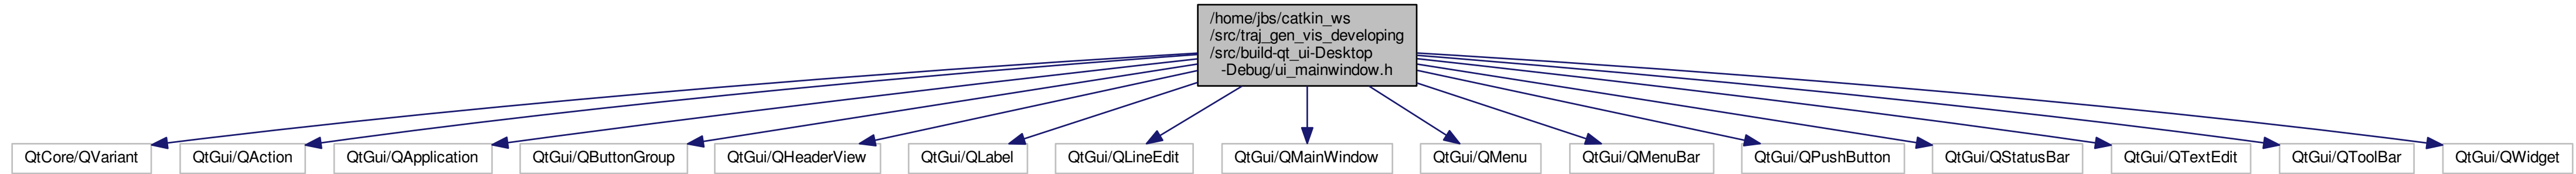 /home/jbs/catkin_ws
/src/traj_gen_vis_developing
/src/build-qt_ui-Desktop
-Debug/ui_mainwindow.h
QtCore/QVariant
QtGui/QAction
QtGui/QApplication
QtGui/QButtonGroup
QtGui/QHeaderView
QtGui/QLabel
QtGui/QLineEdit
QtGui/QMainWindow
QtGui/QMenu
QtGui/QMenuBar
QtGui/QPushButton
QtGui/QStatusBar
QtGui/QTextEdit
QtGui/QToolBar
QtGui/QWidget